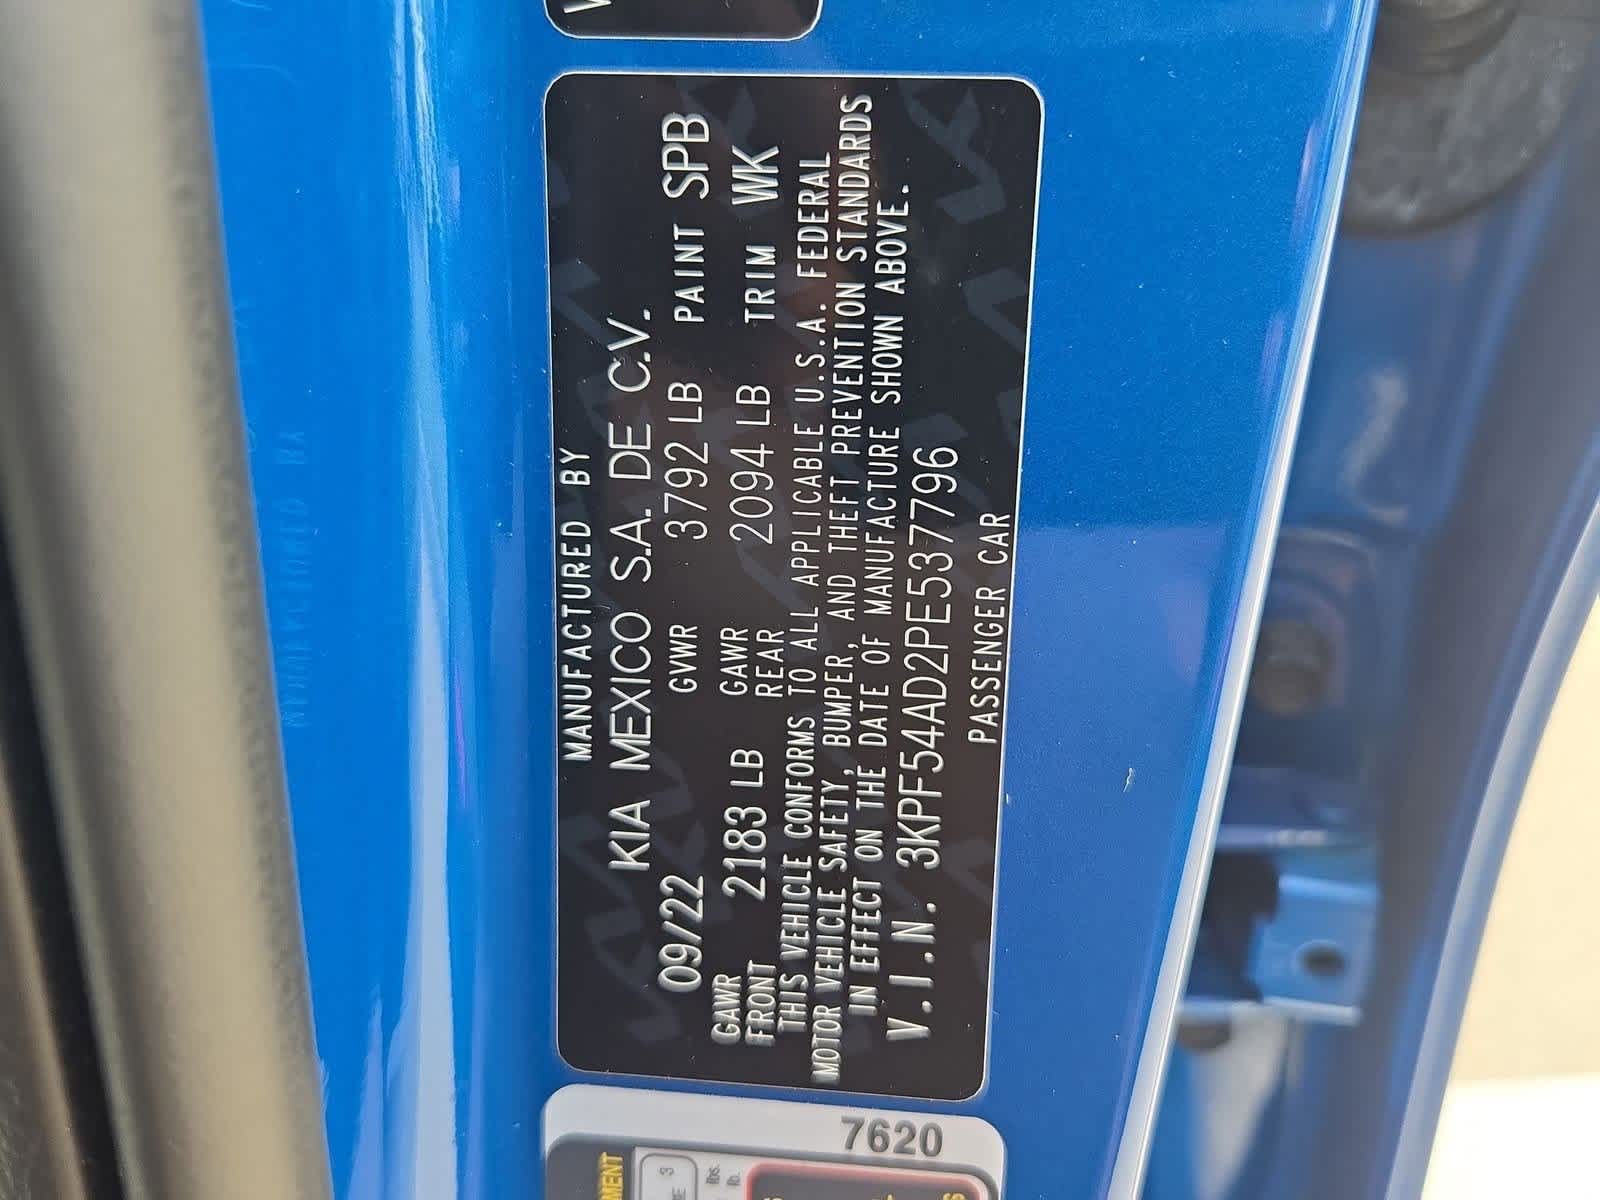 MANUFACTURED BY
KIA MEXICO S.A. DE C.V.
09/22 GVWR 3792 LB PAINT SPB
GAWR FRONT 2183 LB GAWR REAR 2094 LB TRIM WK
THIS VEHICLE CONFORMS TO ALL APPLICABLE U.S.A. FEDERAL
MOTOR VEHICLE SAFETY, BUMPER, AND THEFT PREVENTION STANDARDS
IN EFFECT ON THE DATE OF MANUFACTURE SHOWN ABOVE.
V.I.N. 3KPF54AD2PE537796
PASSENGER CAR
7620